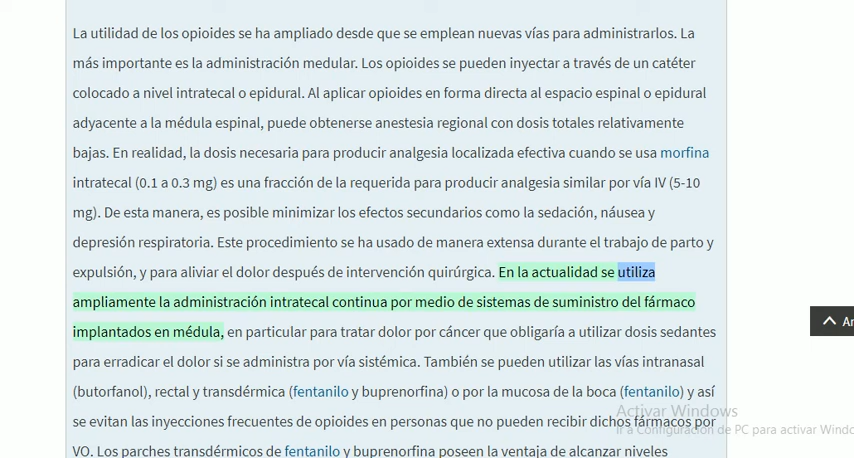 La utilidad de los opioides se ha ampliado desde que se emplean nuevas vías para administrarlos. La
más importante es la administración medular. Los opioides se pueden inyectar a través de un catéter
colocado a nivel intratecal o epidural. Al aplicar opioides en forma directa al espacio espinal o epidural
adyacente a la médula espinal, puede obtenerse anestesia regional con dosis totales relativamente
bajas. En realidad, la dosis necesaria para producir analgesia localizada efectiva cuando se usa morfina
intratecal (0.1 a 0.3 mg) es una fracción de la requerida para producir analgesia similar por vía IV (5-10
mg). De esta manera, es posible minimizar los efectos secundarios como la sedación, náusea y
depresión respiratoria. Este procedimiento se ha usado de manera extensa durante el trabajo de parto y
expulsión, y para aliviar el dolor después de intervención quirúrgica. En la actualidad se utiliza
ampliamente la administración intratecal continua por medio de sistemas de suministro del fármaco
implantados en médula, en particular para tratar dolor por cáncer que obligaría a utilizar dosis sedantes
para erradicar el dolor si se administra por vía sistémica. También se pueden utilizar las vías intranasal
(butorfanol), rectal y transdérmica (fentanilo y buprenorfina) o por la mucosa de la boca (fentanilo) y así
se evitan las inyecciones frecuentes de opioides en personas que no pueden recibir dichos fármacos por
VO. Los parches transdérmicos de fentanilo y buprenorfina poseen la ventaja de alcanzar niveles
An
Activar Windows
Ir a Configuración de PC para activar Windo